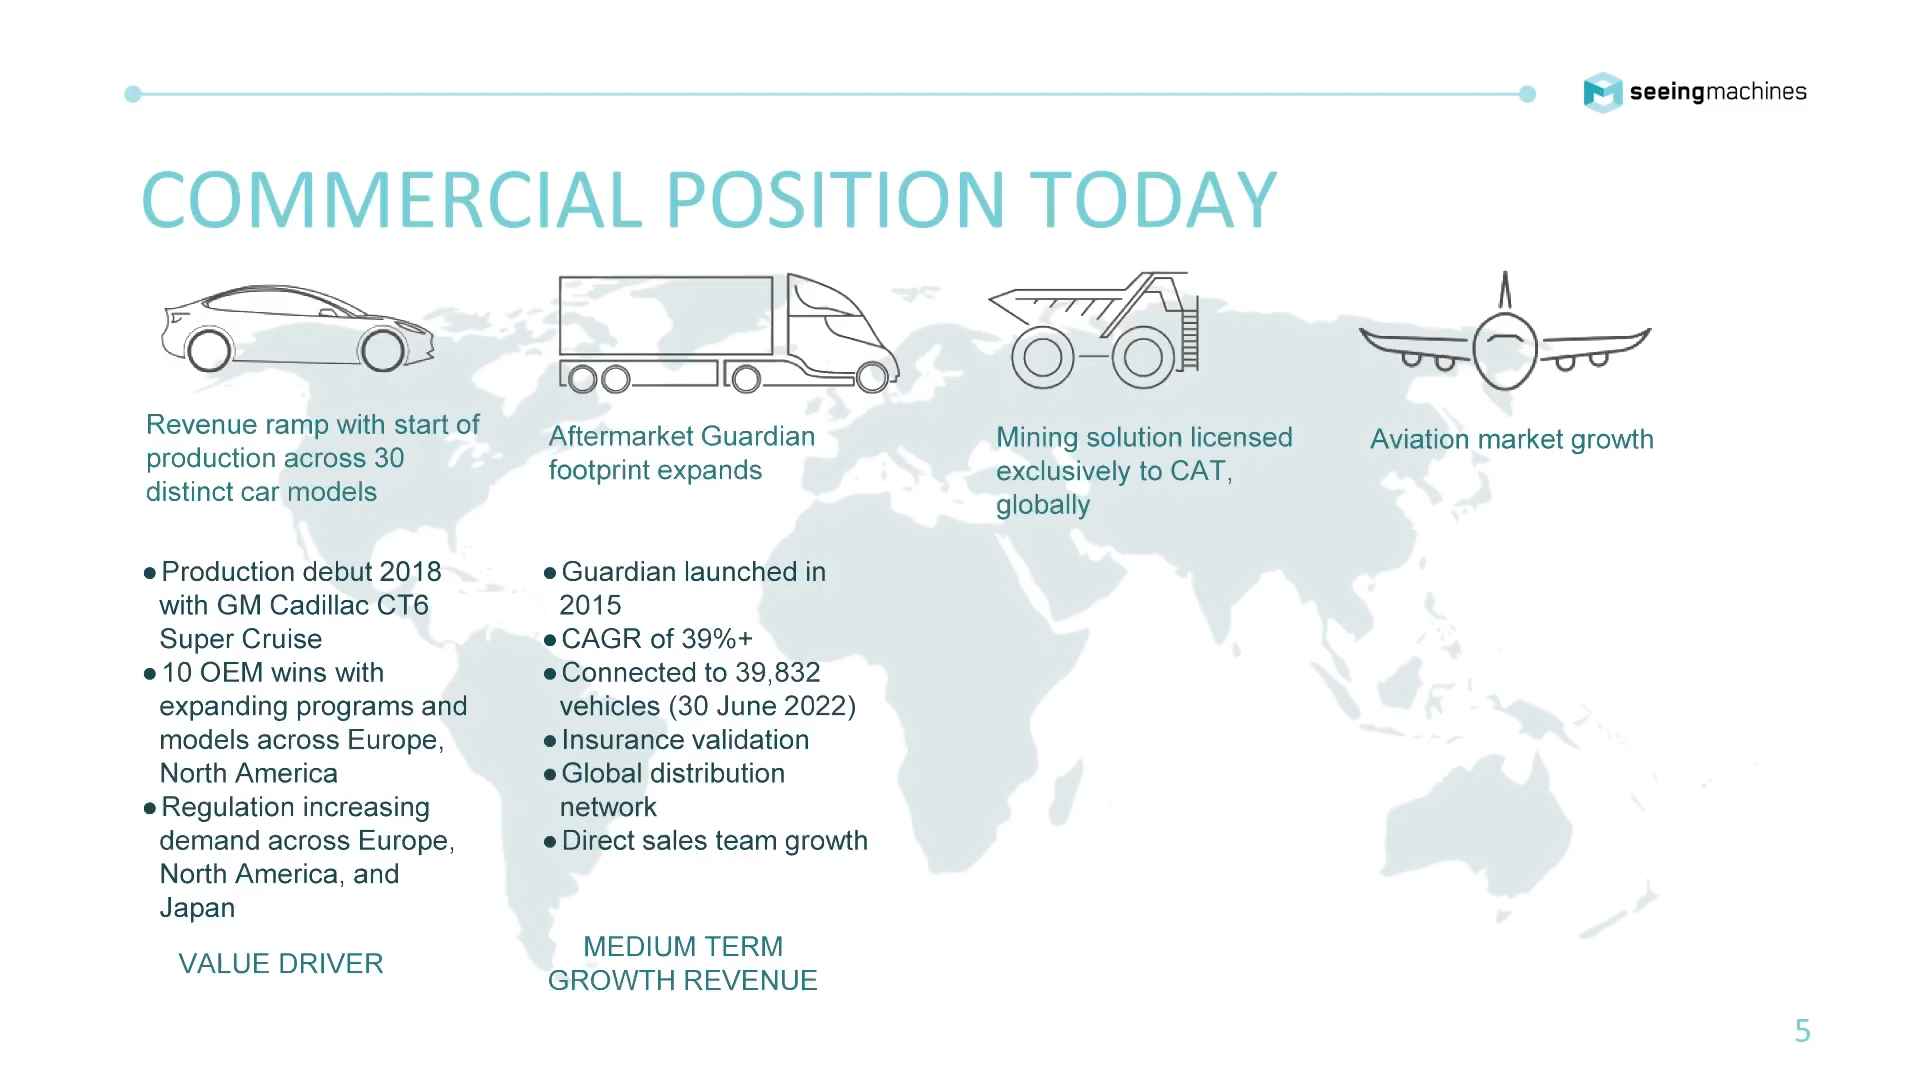 seeingmachines
COMMERCIAL POSITION TODAY
Revenue ramp with start of
production across 30
distinct car models
●Production debut 2018
with GM Cadillac CT6
Super Cruise
●10 OEM wins with
expanding programs and
models across Europe,
North America
●Regulation increasing
demand across Europe,
North America, and
Japan
VALUE DRIVER
Aftermarket Guardian
footprint expands
●Guardian launched in
2015
●CAGR of 39%+
●Connected to 39,832
vehicles (30 June 2022)
●Insurance validation
●Global distribution
network
●Direct sales team growth
MEDIUM TERM
GROWTH REVENUE
Mining solution licensed
exclusively to CAT,
globally
Aviation market growth
5